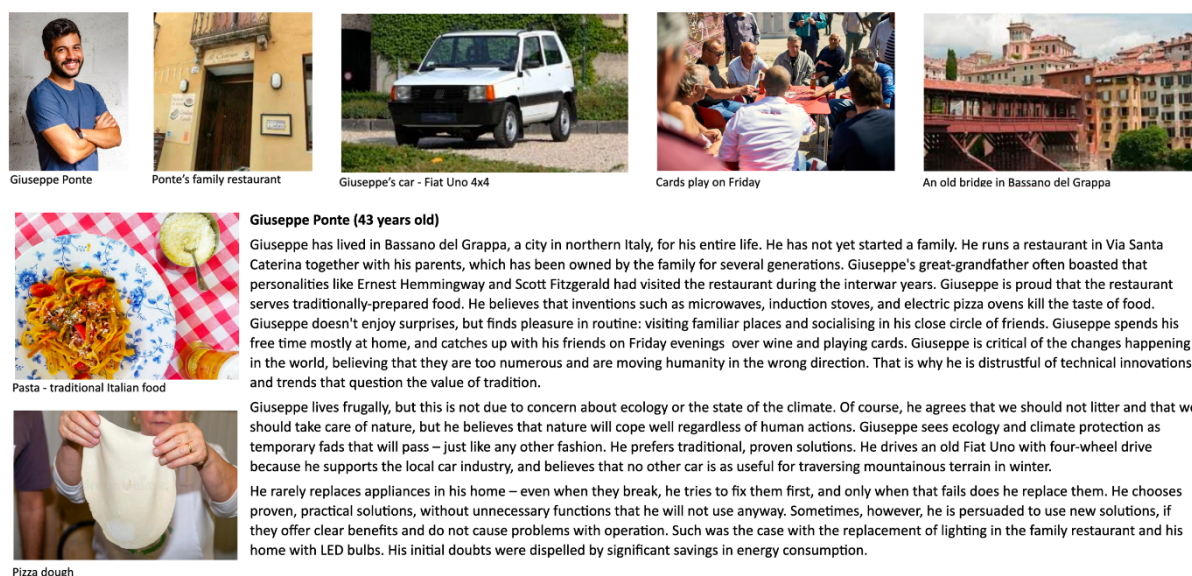 Giuseppe Ponte
Ponte's family restaurant
Giuseppe's car - Fiat Uno 4x4
Cards play on Friday
An old bridge in Bassano del Grappa
Giuseppe Ponte (43 years old)
Giuseppe has lived in Bassano del Grappa, a city in northern Italy, for his entire life. He has not yet started a family. He runs a restaurant in Via Santa
Caterina together with his parents, which has been owned by the family for several generations. Giuseppe's great-grandfather often boasted that
personalities like Ernest Hemmingway and Scott Fitzgerald had visited the restaurant during the interwar years. Giuseppe is proud that the restaurant
serves traditionally-prepared food. He believes that inventions such as microwaves, induction stoves, and electric pizza ovens kill the taste of food.
Giuseppe doesn't enjoy surprises, but finds pleasure in routine: visiting familiar places and socialising in his close circle of friends. Giuseppe spends his
free time mostly at home, and catches up with his friends on Friday evenings over wine and playing cards. Giuseppe is critical of the changes happening
in the world, believing that they are too numerous and are moving humanity in the wrong direction. That is why he is distrustful of technical innovations
and trends that question the value of tradition.
Pasta - traditional Italian food
Giuseppe lives frugally, but this is not due to concern about ecology or the state of the climate. Of course, he agrees that we should not litter and that we
should take care of nature, but he believes that nature will cope well regardless of human actions. Giuseppe sees ecology and climate protection as
temporary fads that will pass – just like any other fashion. He prefers traditional, proven solutions. He drives an old Fiat Uno with four-wheel drive
because he supports the local car industry, and believes that no other car is as useful for traversing mountainous terrain in winter.
He rarely replaces appliances in his home – even when they break, he tries to fix them first, and only when that fails does he replace them. He chooses
proven, practical solutions, without unnecessary functions that he will not use anyway. Sometimes, however, he is persuaded to use new solutions, if
they offer clear benefits and do not cause problems with operation. Such was the case with the replacement of lighting in the family restaurant and his
home with LED bulbs. His initial doubts were dispelled by significant savings in energy consumption.
Pizza dough